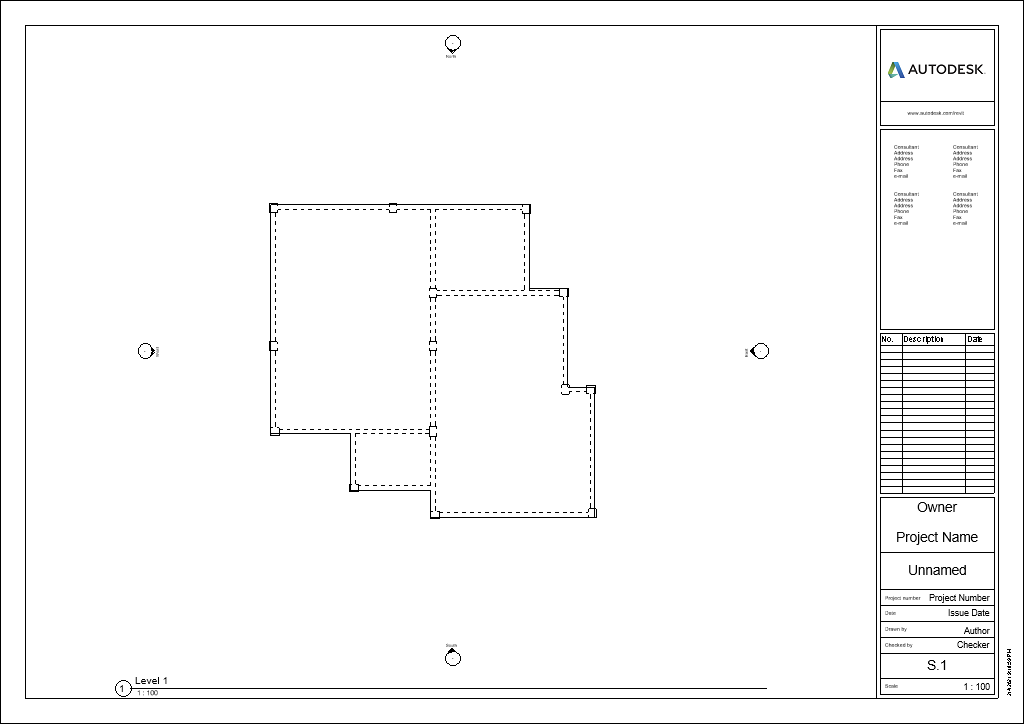 North
AUTODESK.
www.autodesk.com/revit
Consultant
Address
Address
Phone
Fax
e-mail
Consultant
Address
Address
Phone
Fax
e-mail
Consultant
Address
Address
Phone
Fax
e-mail
Consultant
Address
Address
Phone
Fax
e-mail
No. Description Date
Owner
Project Name
Unnamed
Project number Project Number
Date Issue Date
Drawn by Author
Checked by Checker
S.1
Scale 1 : 100
West
East
South
1 Level 1
1 : 100